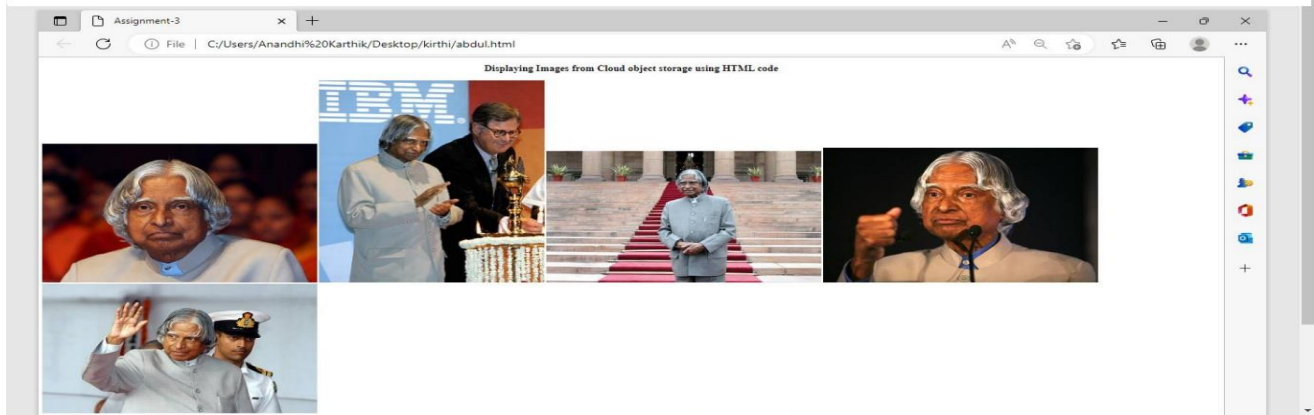 Assignment-3
File | C:/Users/Anandhi%20Karthik/Desktop/kirthi/abdul.html
Displaying Images from Cloud object storage using HTML code
IBM.